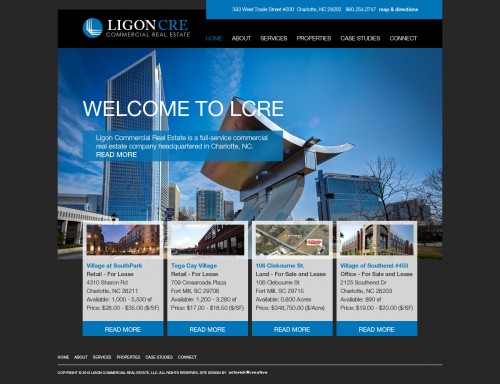 LIGON CRE
COMMERCIAL REAL ESTATE
333 West Trade Street #200 Charlotte, NC 28202 980.254.2747 map & directions
HOME ABOUT SERVICES PROPERTIES CASE STUDIES CONNECT
WELCOME TO LCRE
Ligon Commercial Real Estate is a full-service commercial
real estate company headquartered in Charlotte, NC.
READ MORE
Village at SouthPark
Retail - For Lease
4310 Sharon Rd
Charlotte, NC 28211
Available: 1,000 - 5,530 sf
Price: $28.00 - $35.00 ($/SF)
READ MORE
Tega Cay Village
Retail - For Lease
709 Crossroads Plaza
Fort Mill, SC 29708
Available: 1,200 - 3,280 sf
Price: $17.00 - $18.50 ($/SF)
READ MORE
106 Clebourne St.
Land - For Sale and Lease
106 Clebourne St
Fort Mill, SC 29715
Available: 0.800 Acres
Price: $348,750.00 ($/Acre)
READ MORE
Village of Southend #453
Office - For Sale and Lease
2125 Southend Dr
Charlotte, NC 28203
Available: 890 sf
Price: $19.00 - $20.00 ($/SF)
READ MORE
HOME ABOUT SERVICES PROPERTIES CASE STUDIES CONNECT
COPYRIGHT © 2013 LIGON COMMERCIAL REAL ESTATE, LLC. ALL RIGHTS RESERVED. SITE DESIGN BY asterisk creative